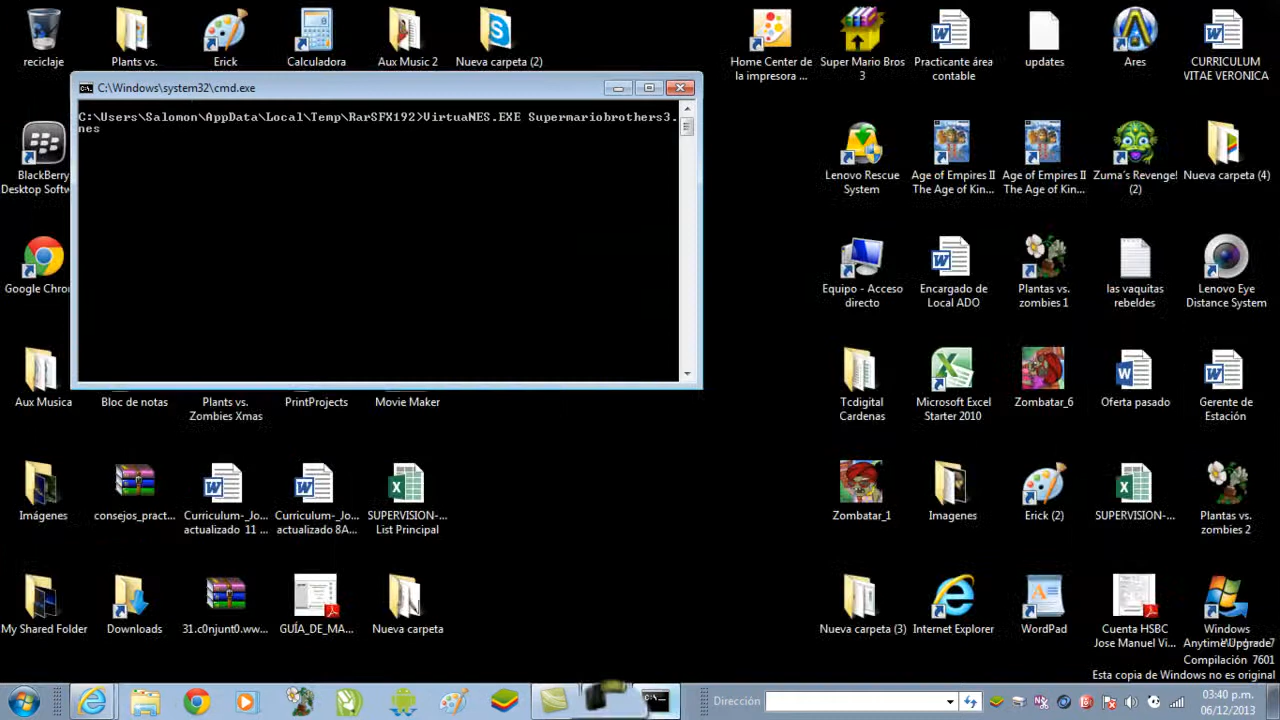 reciclaje
Plants vs.
Erick
Calculadora
Aux Music 2
Nueva carpeta (2)
Home Center de
la impresora ...
Super Mario Bros
3
Practicante área
contable
updates
Ares
CURRICULUM
VITAE VERONICA
C:\Windows\system32\cmd.exe
C:\Users\Salomon\AppData\Local\Temp\RarSFX192>VirtuaNES.EXE Supermariobrothers3.
nes
BlackBerry
Desktop Softw
Lenovo Rescue
System
Age of Empires II
The Age of Kin...
Age of Empires II
The Age of Kin...
Zuma's Revenge!
(2)
Nueva carpeta (4)
Google Chro
Equipo - Acceso
directo
Encargado de
Local ADO
Plantas vs.
zombies 1
las vaquitas
rebeldes
Lenovo Eye
Distance System
Aux Musica
Bloc de notas
Plants vs.
Zombies Xmas
PrintProjects
Movie Maker
Tcdigital
Cardenas
Microsoft Excel
Starter 2010
Zombatar_6
Oferta pasado
Gerente de
Estación
Imágenes
consejos_pract...
Curriculum-_Jo...
actualizado 11 ...
Curriculum-_Jo...
actualizado 8A...
SUPERVISION-...
List Principal
Zombatar_1
Imagenes
Erick (2)
SUPERVISION-...
Plantas vs.
zombies 2
My Shared Folder
Downloads
31.c0njunt0.ww...
GUÍA_DE_MA...
Nueva carpeta
Nueva carpeta (3)
Internet Explorer
WordPad
Cuenta HSBC
Jose Manuel Vi...
Windows
Anytime Upgrade
Compilación 7601
Esta copia de Windows no es original
Dirección
03:40 p.m.
06/12/2013